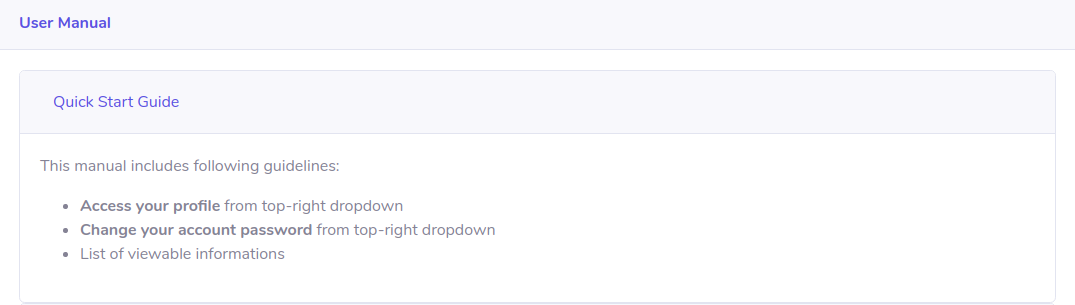 User Manual
Quick Start Guide
This manual includes following guidelines:
Access your profile from top-right dropdown
Change your account password from top-right dropdown
List of viewable informations